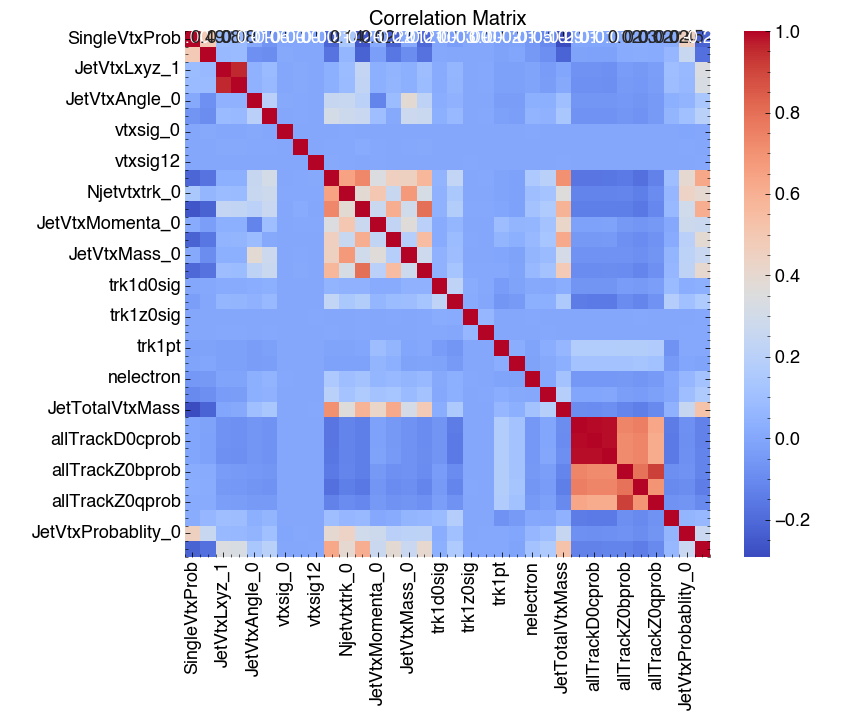 Correlation Matrix
SingleVtxProb
JetVtxLxyz_1
JetVtxAngle_0
vtxsig_0
vtxsig12
Njetvtxtrk_0
JetVtxMomenta_0
JetVtxMass_0
trk1d0sig
trk1z0sig
trk1pt
nelectron
JetTotalVtxMass
allTrackD0cprob
allTrackZ0bprob
allTrackZ0qprob
JetVtxProbablity_0
SingleVtxProb
JetVtxLxyz_1
JetVtxAngle_0
vtxsig_0
vtxsig12
Njetvtxtrk_0
JetVtxMomenta_0
JetVtxMass_0
trk1d0sig
trk1z0sig
trk1pt
nelectron
JetTotalVtxMass
allTrackD0cprob
allTrackZ0bprob
allTrackZ0qprob
JetVtxProbablity_0
1.0
0.8
0.6
0.4
0.2
0.0
−0.2